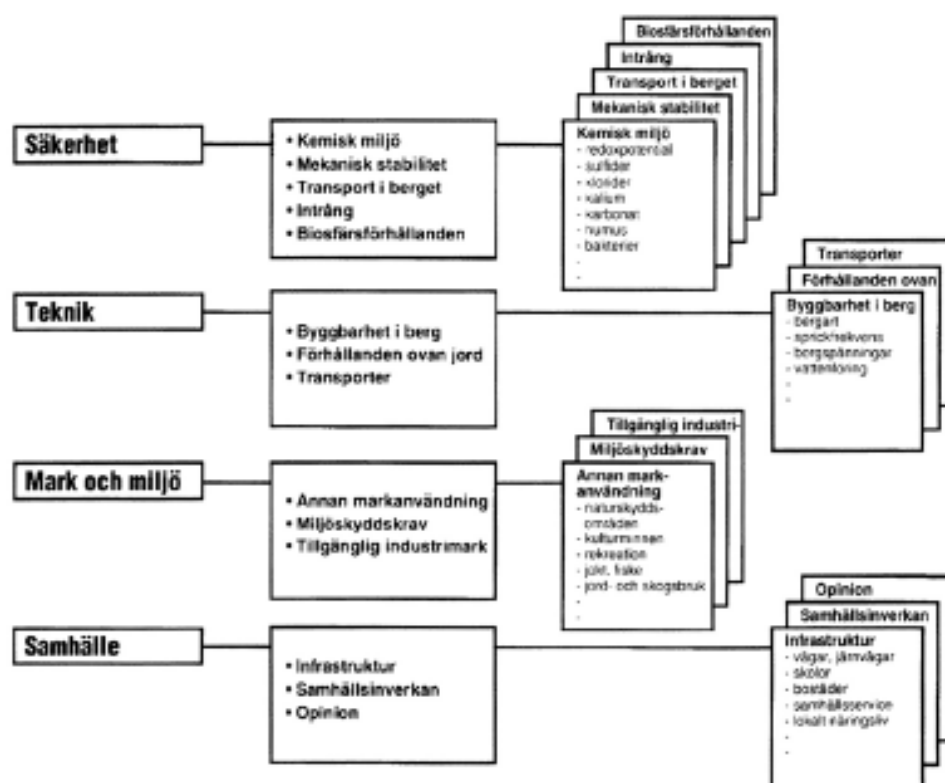 Säkerhet
• Kemisk miljö
• Mekanisk stabilitet
• Transport i berget
• Intrång
• Biosfärsförhållanden
Biosfärsförhållanden
Intrång
Transport i berget
Mekanisk stabilitet
Kemisk miljö
- redoxpotential
- sulfider
- klorider
- kalium
- karbonat
- humus
- bakterier
-
-
Teknik
• Byggbarhet i berg
• Förhållanden ovan jord
• Transporter
Transporter
Förhållanden ovan
Byggbarhet i berg
- bergart
- sprickfrekvens
- bergspänningar
- vattenföring
-
-
Mark och miljö
• Annan markanvändning
• Miljöskyddskrav
• Tillgänglig industrimark
Tillgänglig industri-
Miljöskyddskrav
Annan mark-
användning
- naturskydds-
områden
- kulturminnen
- rekreation
- jakt, fiske
- jord- och skogsbruk
-
-
Samhälle
• Infrastruktur
• Samhällsinverkan
• Opinion
Opinion
Samhällsinverkan
Infrastruktur
- vägar, järnvägar
- skolor
- bostäder
- samhällsservice
- lokalt näringsliv
-
-